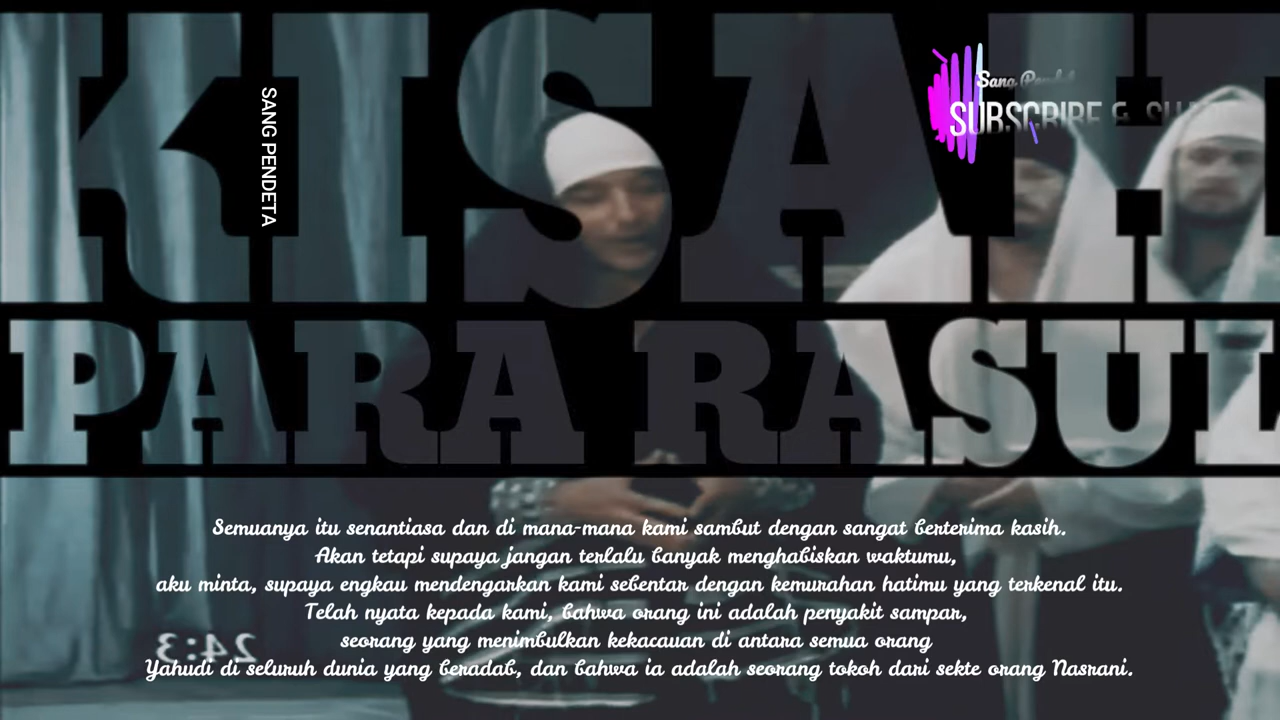 KISAH
PARA RASUL
SANG PENDETA
Sang
SUBSCRIBE &
Semuanya itu senantiasa dan di mana-mana kami sambut dengan sangat berterima kasih.
Akan tetapi supaya jangan terlalu banyak menghabiskan waktumu,
aku minta, supaya engkau mendengarkan kami sebentar dengan kemurahan hatimu yang terkenal itu.
Telah nyata kepada kami, bahwa orang ini adalah penyakit sampar,
seorang yang menimbulkan kekacauan di antara semua orang
24:3
Yahudi di seluruh dunia yang beradab, dan bahwa ia adalah seorang tokoh dari sekte orang Nasrani.